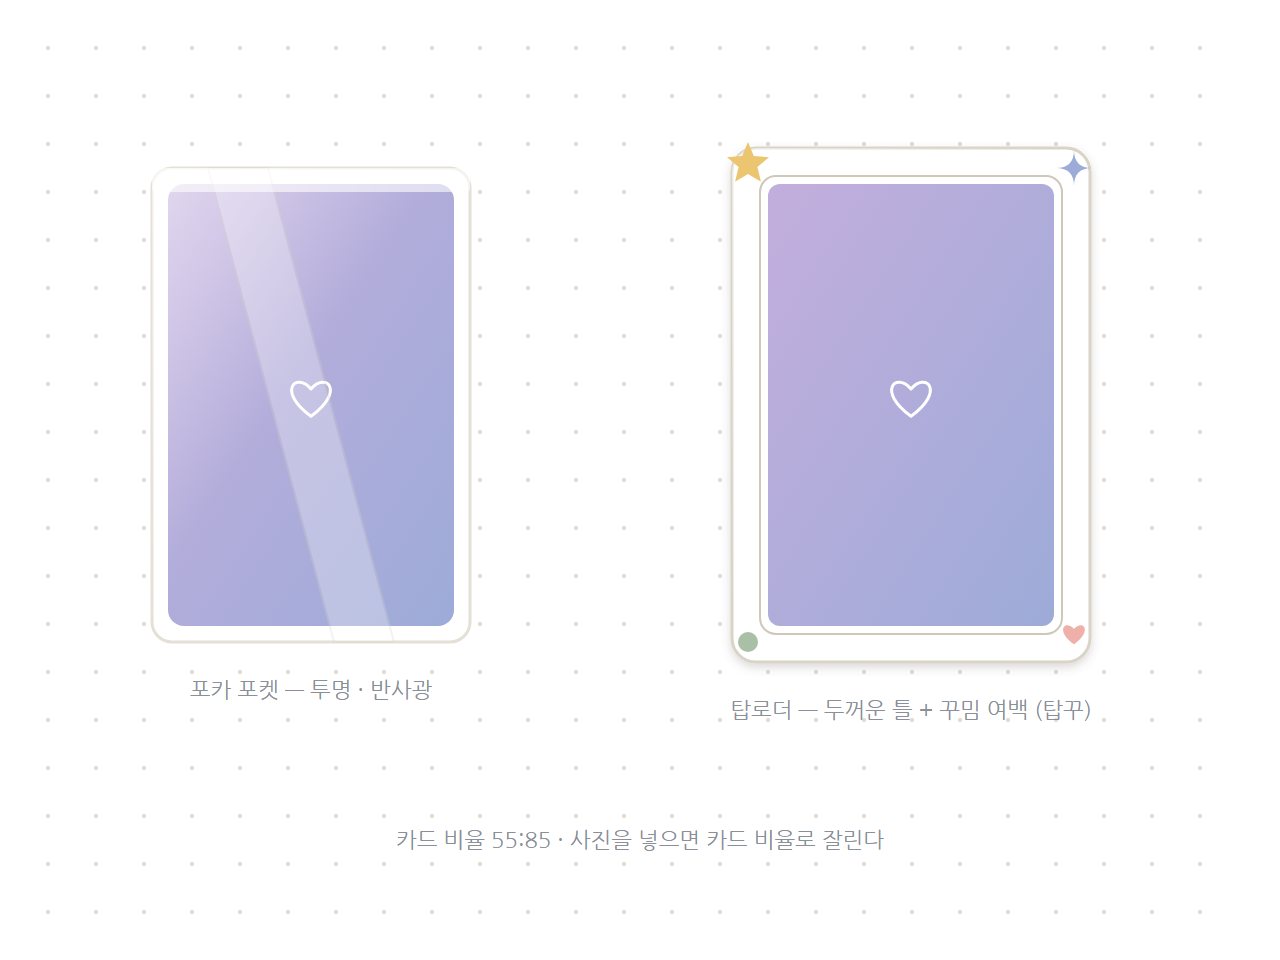 포카 포켓 — 투명 · 반사광
탑로더 — 두꺼운 틀 + 꾸밈 여백 (탑꾸)
카드 비율 55:85 · 사진을 넣으면 카드 비율로 잘린다